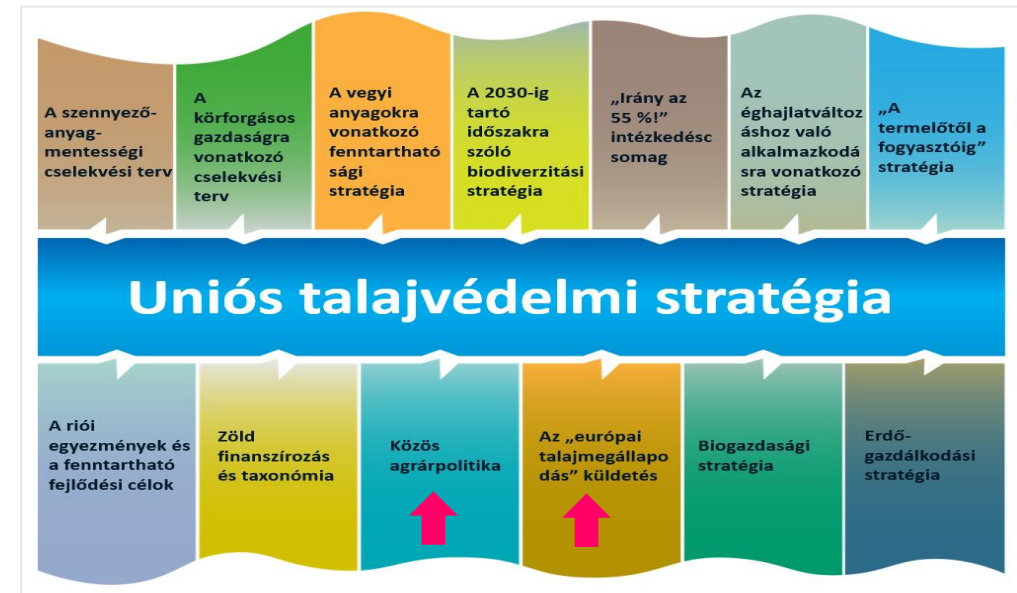 A szennyező-
anyag-
mentességi
cselekvési terv
A
körforgásos
gazdaságra
vonatkozó
cselekvési
terv
A vegyi
anyagokra
vonatkozó
fenntartható
sági
stratégia
A 2030-ig
tartó
időszakra
szóló
biodiverzitási
stratégia
„Irány az
55 %!”
intézkedésc
somag
Az
éghajlatváltoz
áshoz való
alkalmazkodá
sra vonatkozó
stratégia
„A
termelőtől a
fogyasztóig”
stratégia
Uniós talajvédelmi stratégia
A riói
egyezmények és
a fenntartható
fejlődési célok
Zöld
finanszírozás
és taxonómia
Közös
agrárpolitika
Az „európai
talajmegállapo
dás” küldetés
Biogazdasági
stratégia
Erdő-
gazdálkodási
stratégia